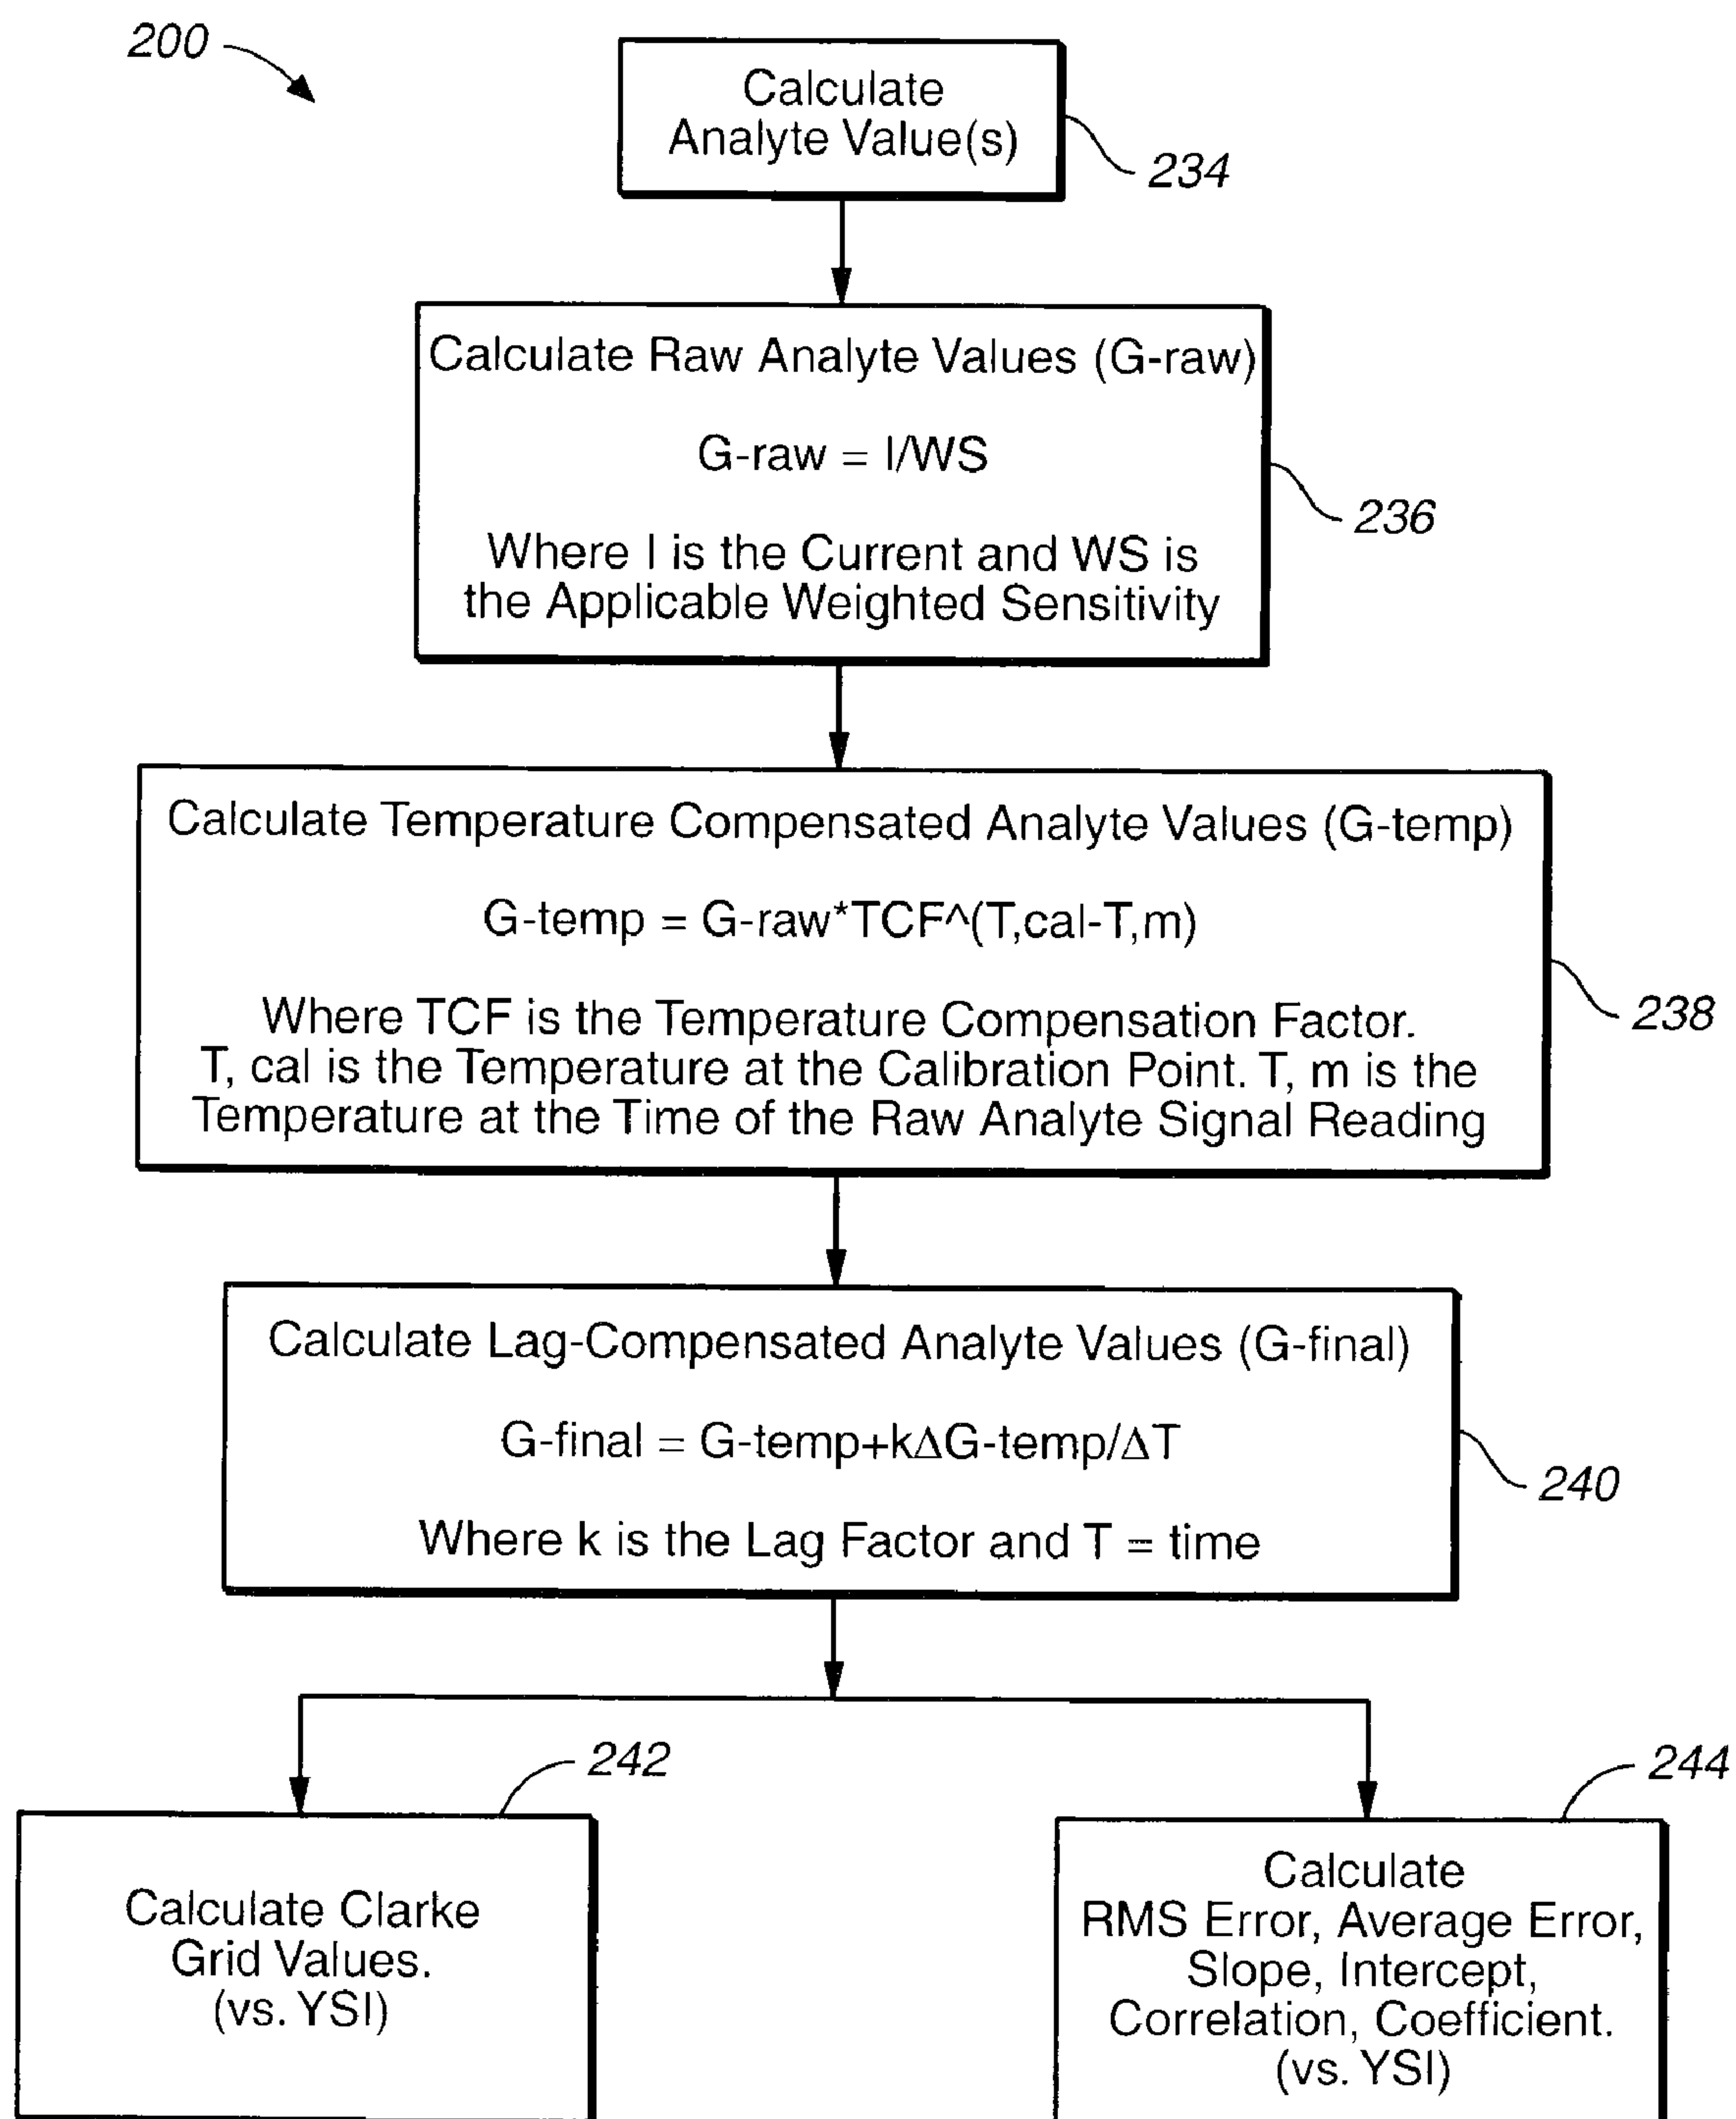 200
Calculate
Analyte Value(s)
234
Calculate Raw Analyte Values (G-raw)
G-raw = I/WS
Where I is the Current and WS is
the Applicable Weighted Sensitivity
236
Calculate Temperature Compensated Analyte Values (G-temp)
G-temp = G-raw*TCF^(T,cal-T,m)
Where TCF is the Temperature Compensation Factor.
T, cal is the Temperature at the Calibration Point. T, m is the
Temperature at the Time of the Raw Analyte Signal Reading
238
Calculate Lag-Compensated Analyte Values (G-final)
G-final = G-temp+kΔG-temp/ΔT
Where k is the Lag Factor and T = time
240
242
Calculate Clarke
Grid Values.
(vs. YSI)
244
Calculate
RMS Error, Average Error,
Slope, Intercept,
Correlation, Coefficient.
(vs. YSI)